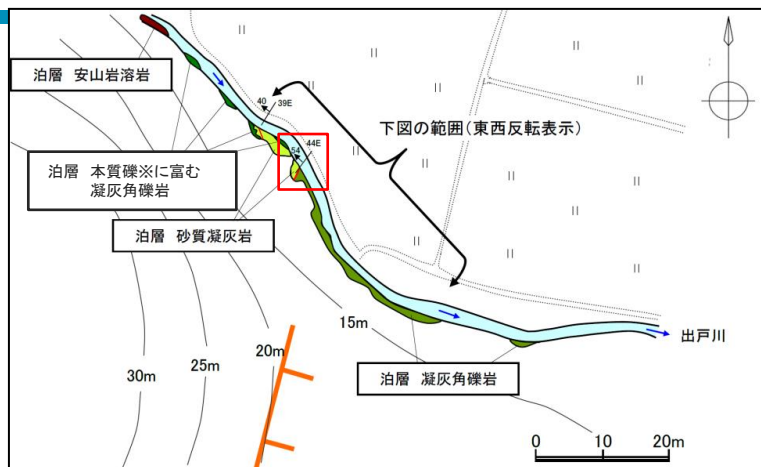 泊層 安山岩溶岩
40
39E
下図の範囲(東西反転表示)
54
44E
泊層 本質礫※に富む
凝灰角礫岩
泊層 砂質凝灰岩
15m
20m
25m
30m
出戸川
泊層 凝灰角礫岩
0 10 20m